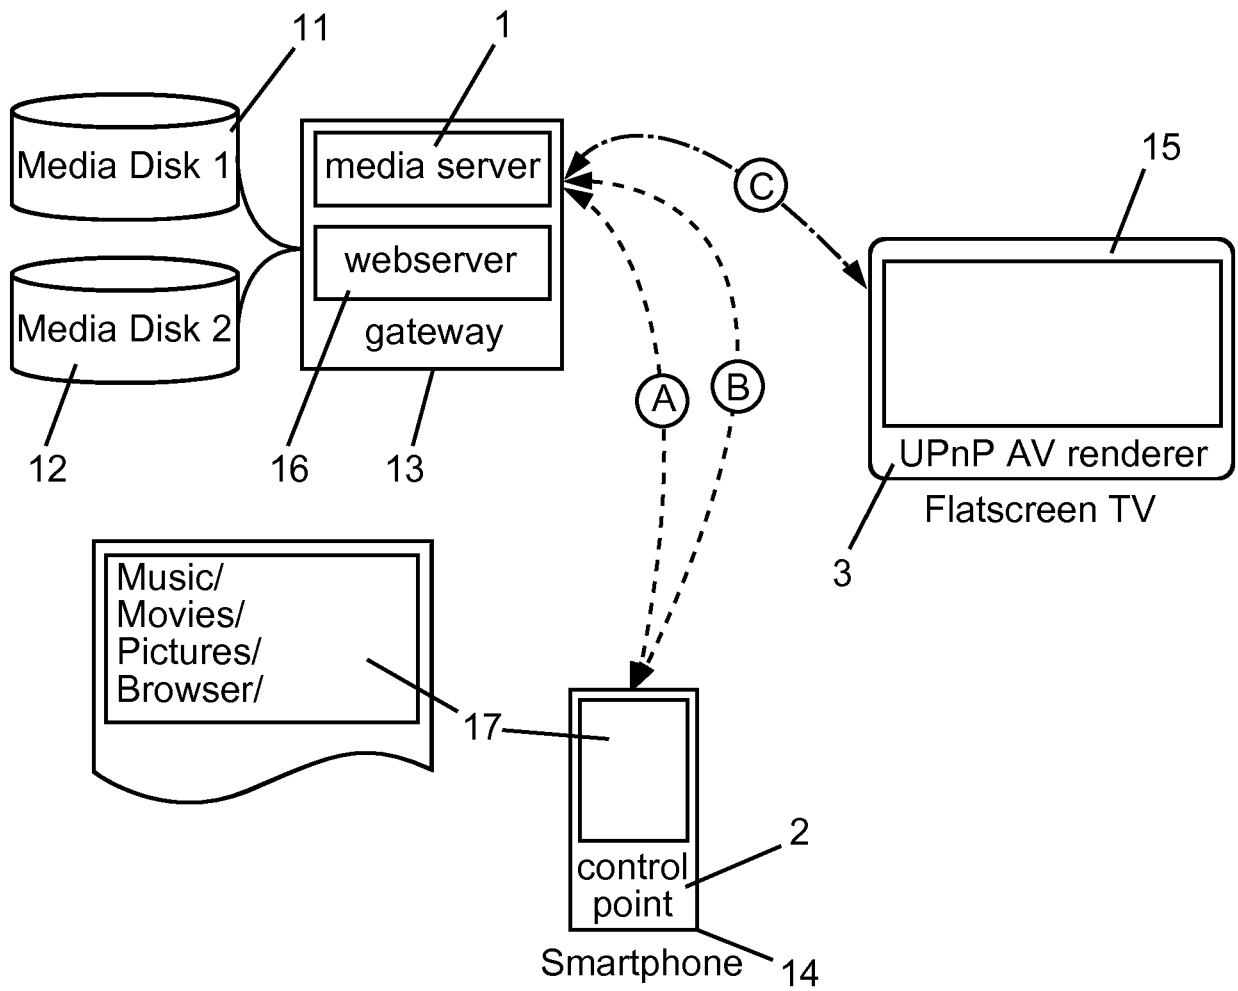 11
1
Media Disk 1
media server
C
15
webserver
Media Disk 2
gateway
A
B
12
16
13
UPnP AV renderer
Flatscreen TV
3
Music/
Movies/
Pictures/
Browser/
17
2
control
point
Smartphone
14